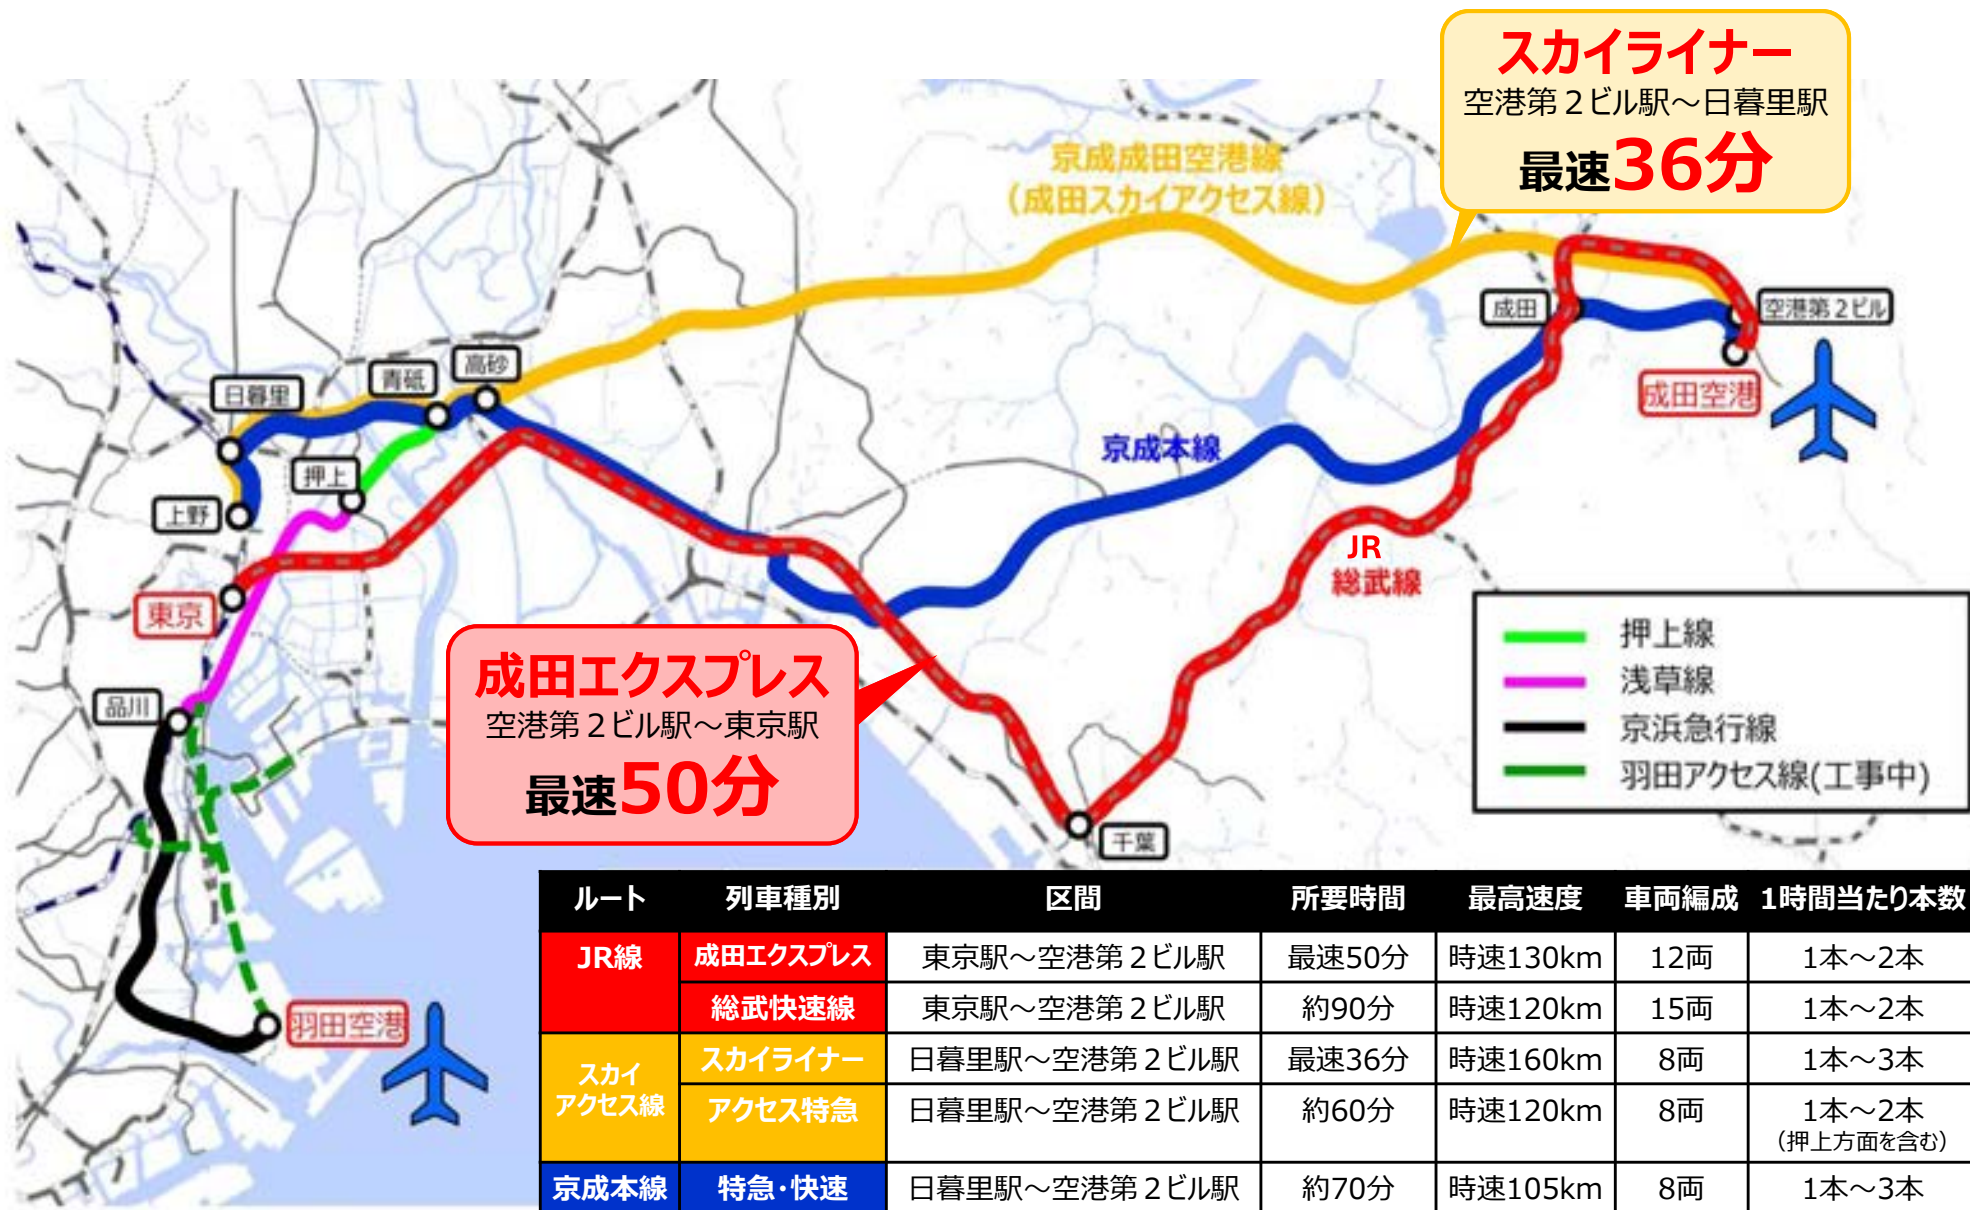 スカイライナー
空港第２ビル駅～日暮里駅
最速36分
京成成田空港線
（成田スカイアクセス線）
成田
空港第２ビル
成田空港
高砂
青砥
日暮里
押上
上野
京成本線
JR
総武線
東京
品川
成田エクスプレス
空港第２ビル駅～東京駅
最速50分
千葉
羽田空港
押上線
浅草線
京浜急行線
羽田アクセス線(工事中)
ルート 列車種別 区間 所要時間 最高速度 車両編成 1時間当たり本数
JR線 成田エクスプレス 東京駅～空港第２ビル駅 最速50分 時速130km 12両 1本～2本
総武快速線 東京駅～空港第２ビル駅 約90分 時速120km 15両 1本～2本
スカイ
アクセス線
スカイライナー 日暮里駅～空港第２ビル駅 最速36分 時速160km 8両 1本～3本
アクセス特急 日暮里駅～空港第２ビル駅 約60分 時速120km 8両 1本～2本
（押上方面を含む）
京成本線 特急・快速 日暮里駅～空港第２ビル駅 約70分 時速105km 8両 1本～3本